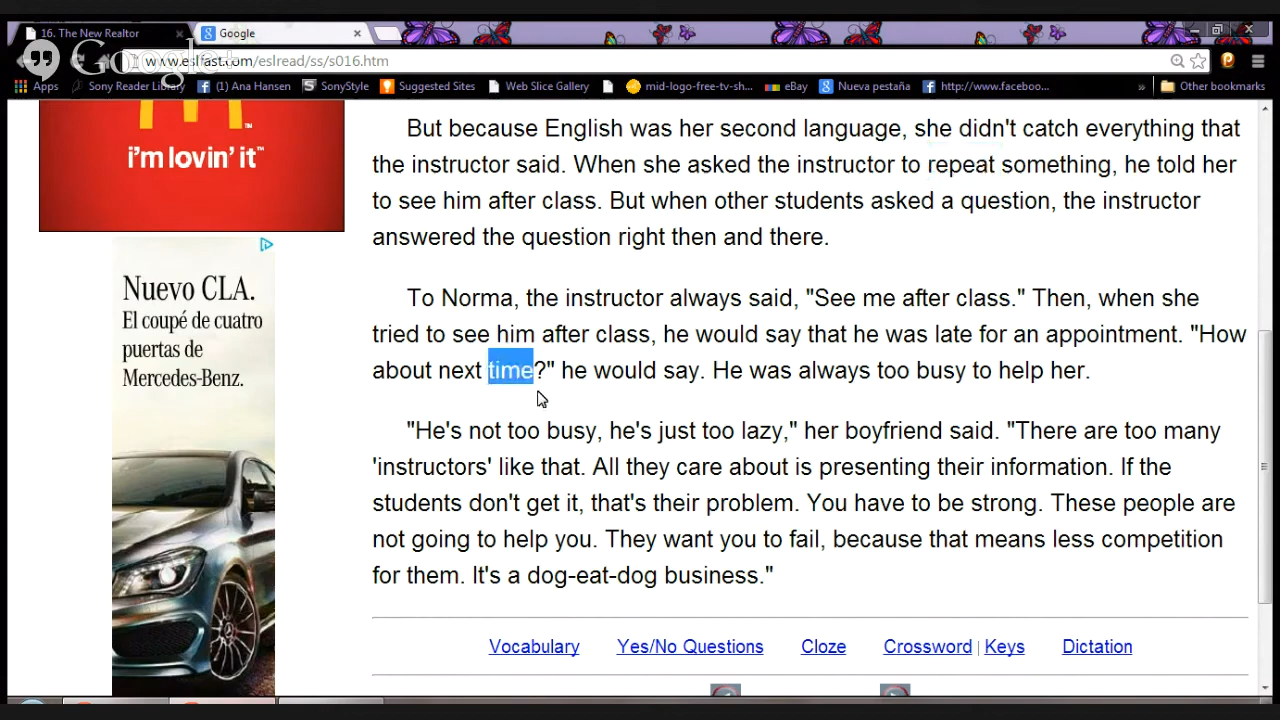 16. The New Realtor
Google
Google+
www.eslfast.com/eslread/ss/s016.htm
Apps
Sony Reader Library
(1) Ana Hansen
SonyStyle
Suggested Sites
Web Slice Gallery
mid-logo-free-tv-sh...
eBay
Nueva pestaña
http://www.faceboo...
»
Other bookmarks
i'm lovin' it™
Nuevo CLA.
El coupé de cuatro
puertas de
Mercedes-Benz.
But because English was her second language, she didn't catch everything that
the instructor said. When she asked the instructor to repeat something, he told her
to see him after class. But when other students asked a question, the instructor
answered the question right then and there.
To Norma, the instructor always said, "See me after class." Then, when she
tried to see him after class, he would say that he was late for an appointment. "How
about next time?" he would say. He was always too busy to help her.
"He's not too busy, he's just too lazy," her boyfriend said. "There are too many
'instructors' like that. All they care about is presenting their information. If the
students don't get it, that's their problem. You have to be strong. These people are
not going to help you. They want you to fail, because that means less competition
for them. It's a dog-eat-dog business."
Vocabulary Yes/No Questions Cloze Crossword | Keys Dictation